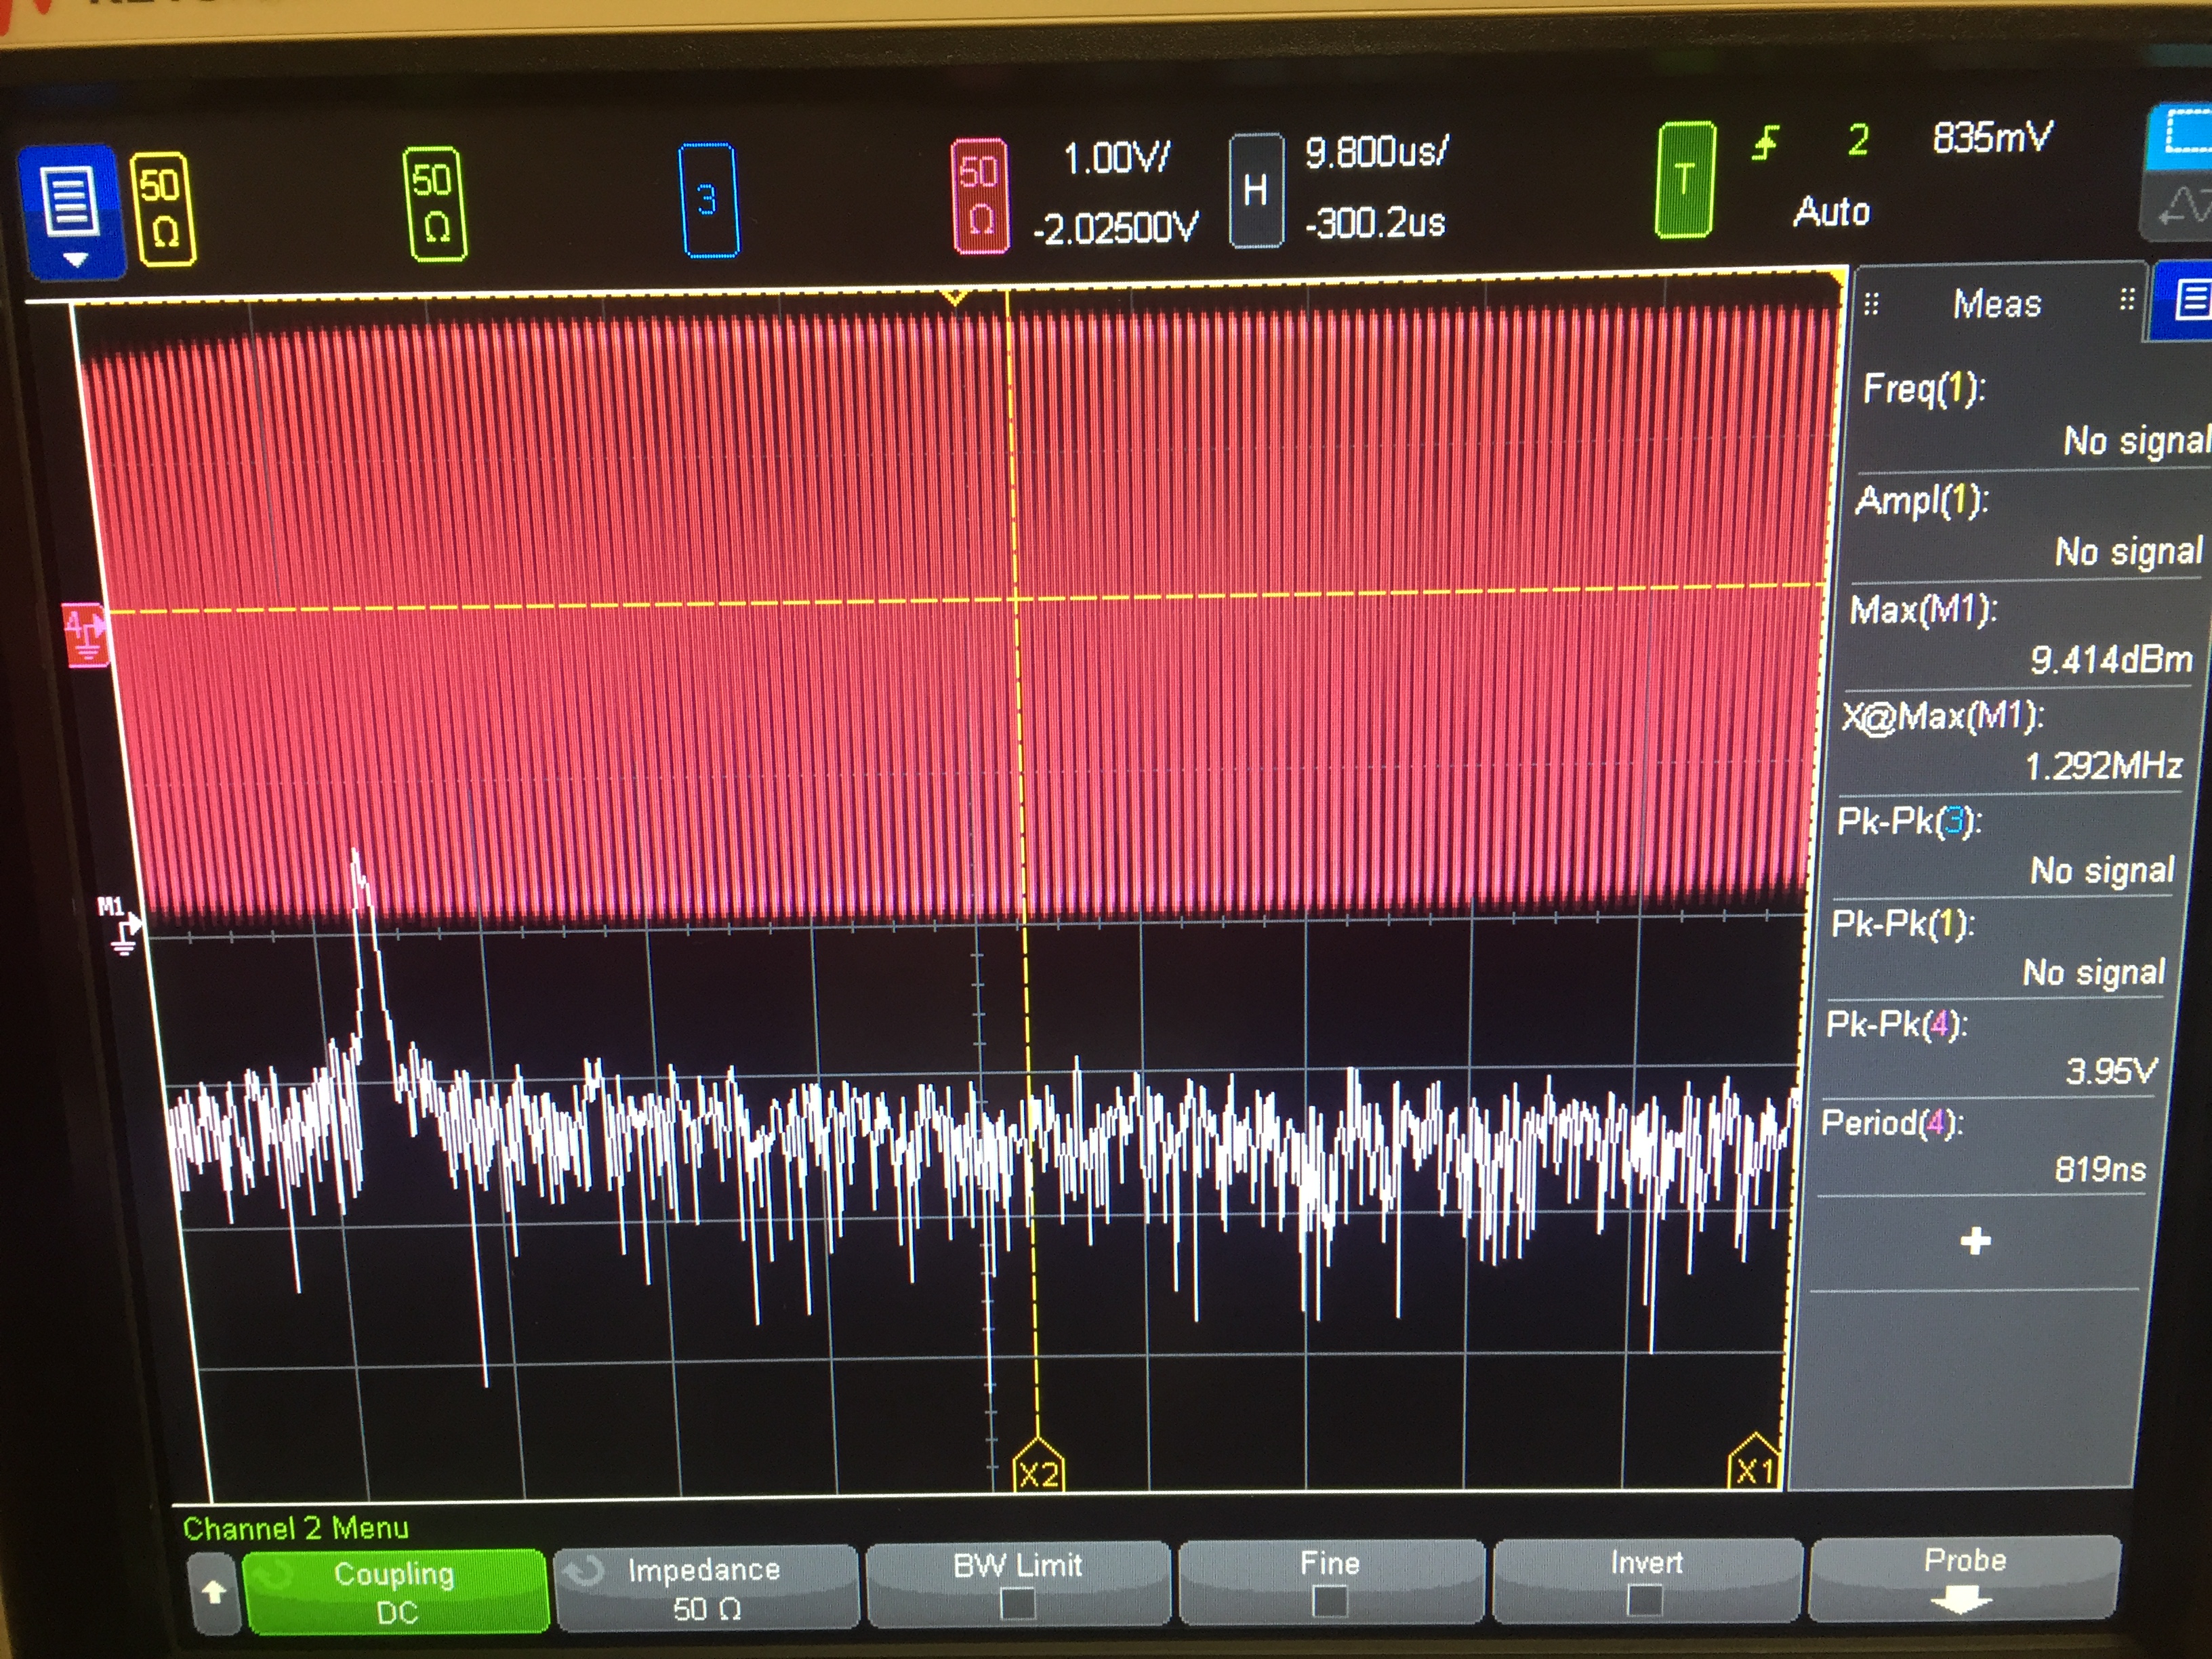 50
Ω
50
Ω
3
50
Ω
1.00V/
-2.02500V
H
9.800us/
-300.2us
T
2
835mV
Auto
Meas
Freq(1):
No signal
Ampl(1):
No signal
Max(M1):
9.414dBm
X@Max(M1):
1.292MHz
Pk-Pk(3):
No signal
Pk-Pk(1):
No signal
Pk-Pk(4):
3.95V
Period(4):
819ns
4
M1
X2
X1
Channel 2 Menu
Coupling
DC
Impedance
50 Ω
BW Limit
Fine
Invert
Probe